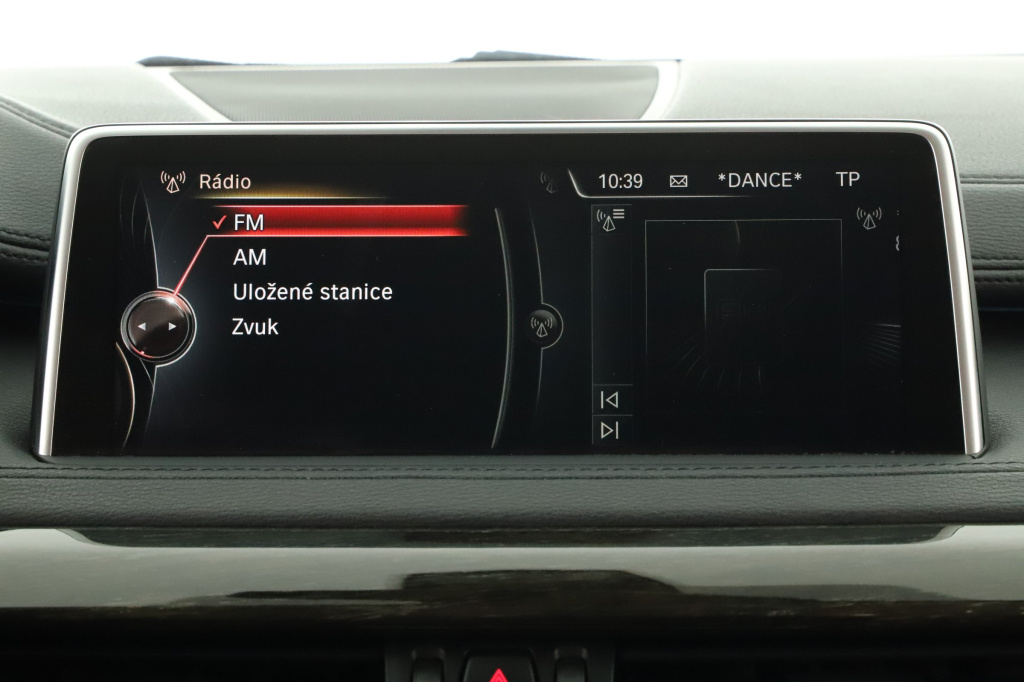 Rádio
FM
AM
Uložené stanice
Zvuk
10:39 *DANCE* TP